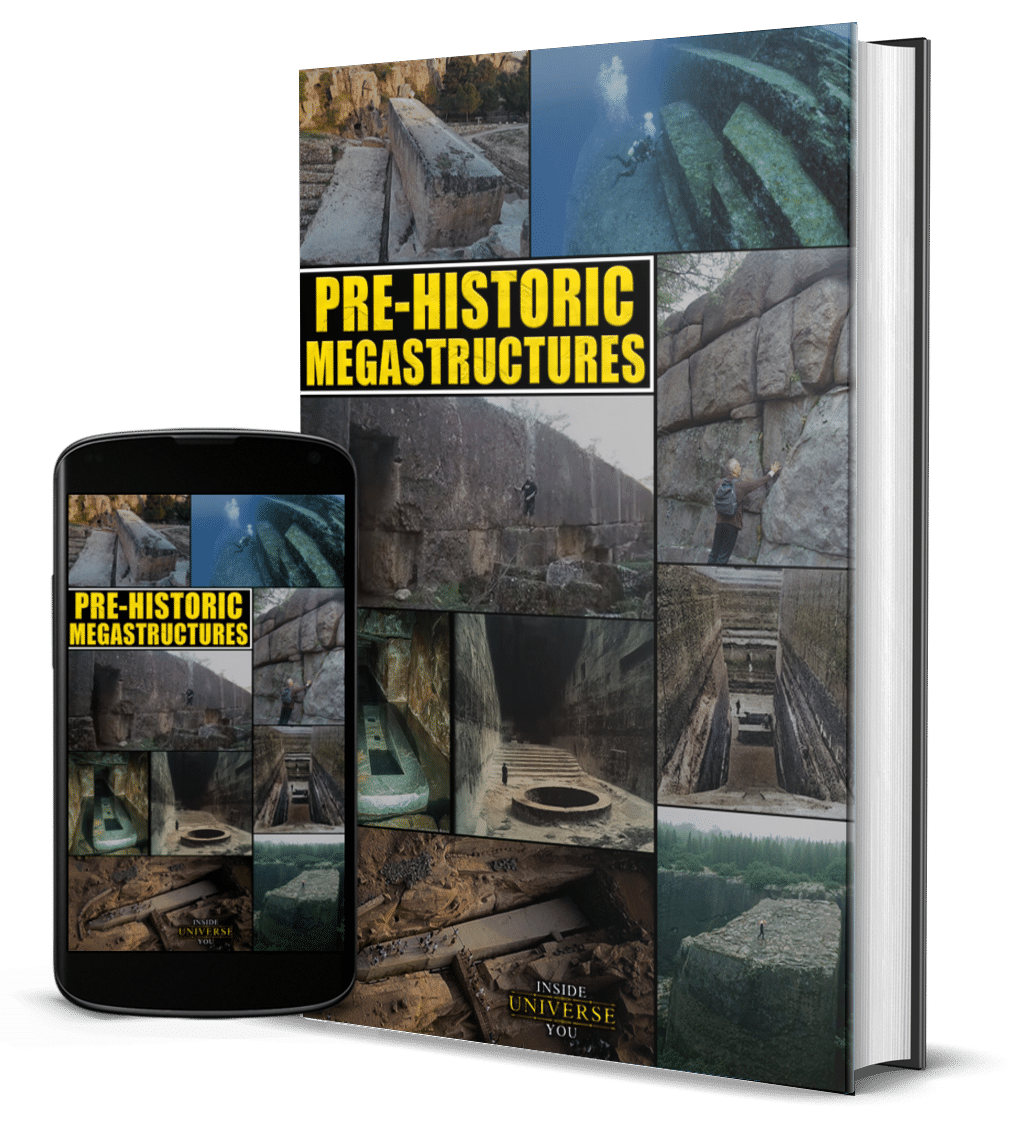 PRE-HISTORIC
MEGASTRUCTURES
INSIDE
UNIVERSE
YOU
PRE-HISTORIC
MEGASTRUCTURES
INSIDE
UNIVERSE
YOU